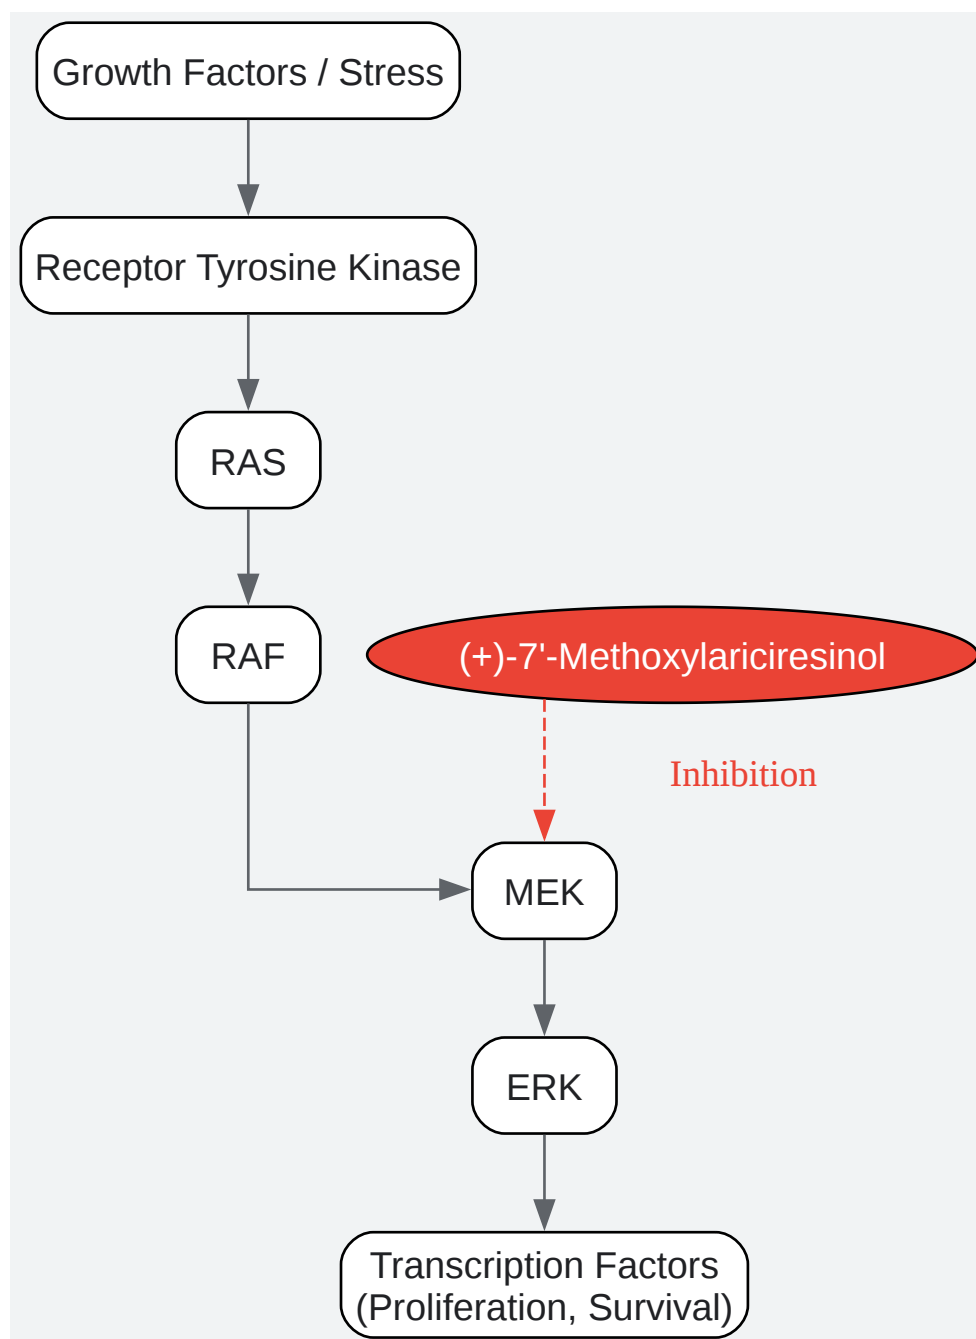 Growth Factors / Stress
Receptor Tyrosine Kinase
RAS
RAF
(+)-7'-Methoxylariciresinol
Inhibition
MEK
ERK
Transcription Factors
(Proliferation, Survival)